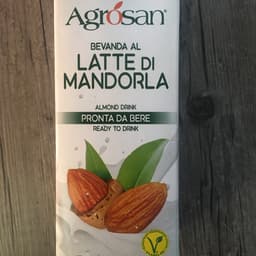 Agrosan®
BEVANDA AL
LATTE DI
MANDORLA
ALMOND DRINK
PRONTA DA BERE
READY TO DRINK